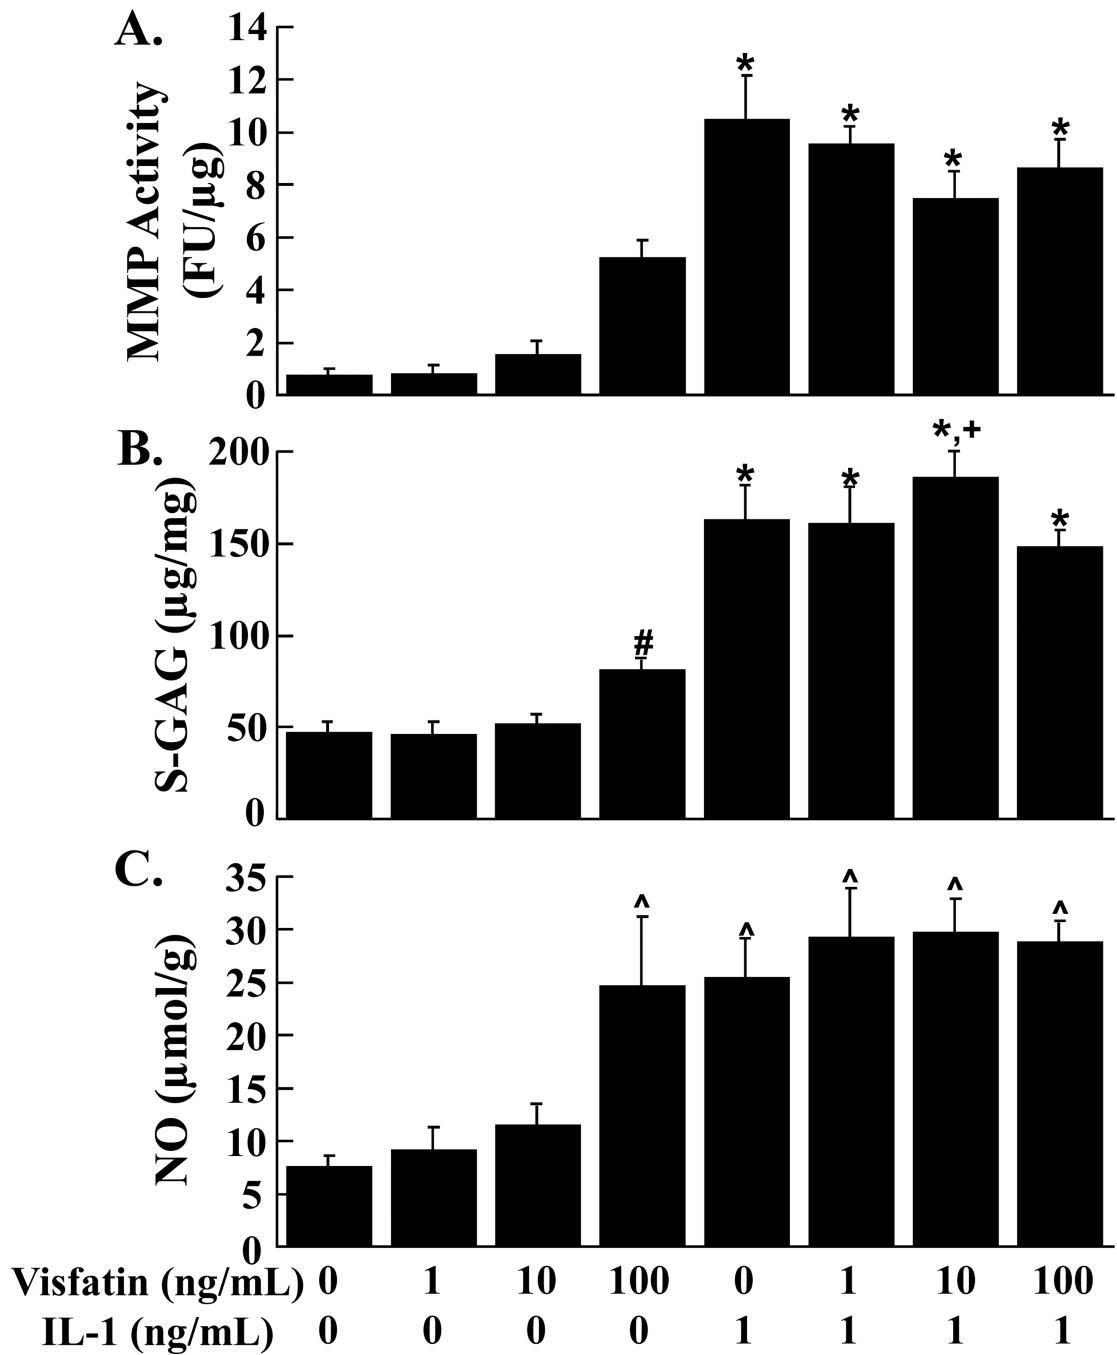 A.
MMP Activity
(FU/µg)
14
12
10
8
6
4
2
0
* * * *
B.
S-GAG (µg/mg)
200
150
100
50
0
# * * *,+ *
C.
NO (µmol/g)
35
30
25
20
15
10
5
0
^ ^ ^ ^ ^
Visfatin (ng/mL) 0 1 10 100 0 1 10 100
IL-1 (ng/mL) 0 0 0 0 1 1 1 1